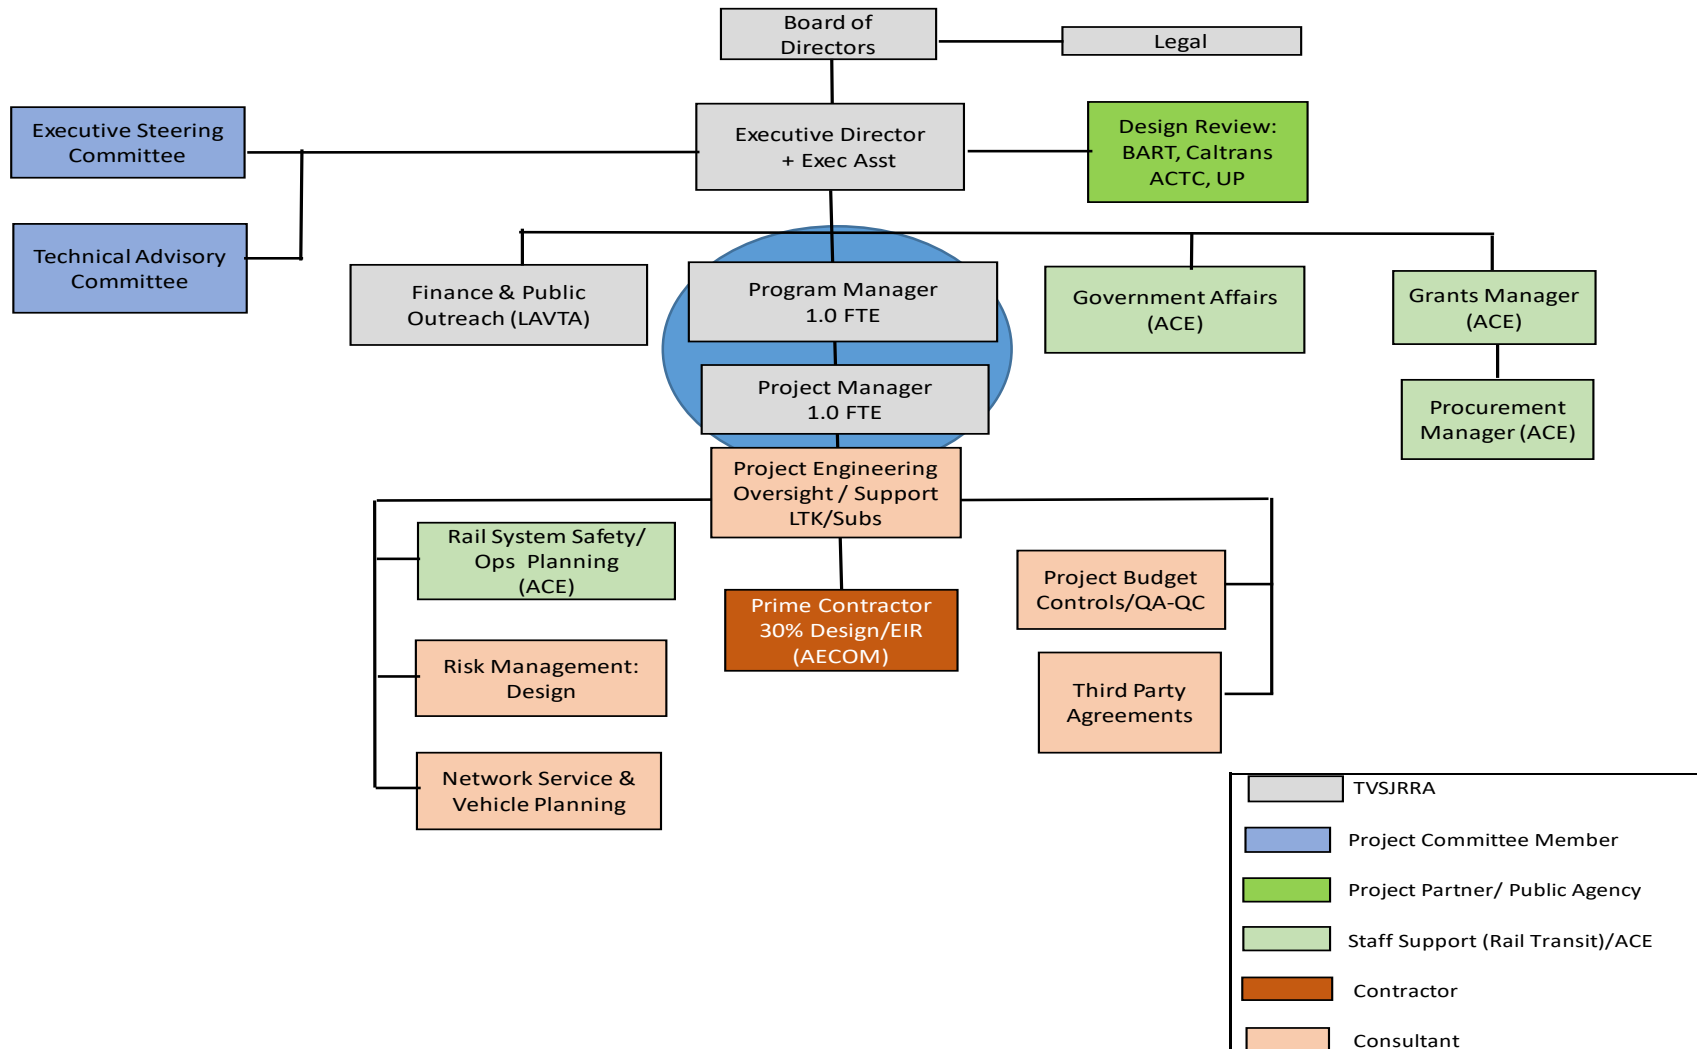 Board of
Directors
Legal
Executive Steering
Committee
Executive Director
+ Exec Asst
Design Review:
BART, Caltrans
ACTC, UP
Technical Advisory
Committee
Finance & Public
Outreach (LAVTA)
Program Manager
1.0 FTE
Government Affairs
(ACE)
Grants Manager
(ACE)
Project Manager
1.0 FTE
Procurement
Manager (ACE)
Project Engineering
Oversight / Support
LTK/Subs
Rail System Safety/
Ops Planning
(ACE)
Prime Contractor
30% Design/EIR
(AECOM)
Project Budget
Controls/QA-QC
Risk Management:
Design
Third Party
Agreements
Network Service &
Vehicle Planning
TVSJRRA
Project Committee Member
Project Partner/ Public Agency
Staff Support (Rail Transit)/ACE
Contractor
Consultant